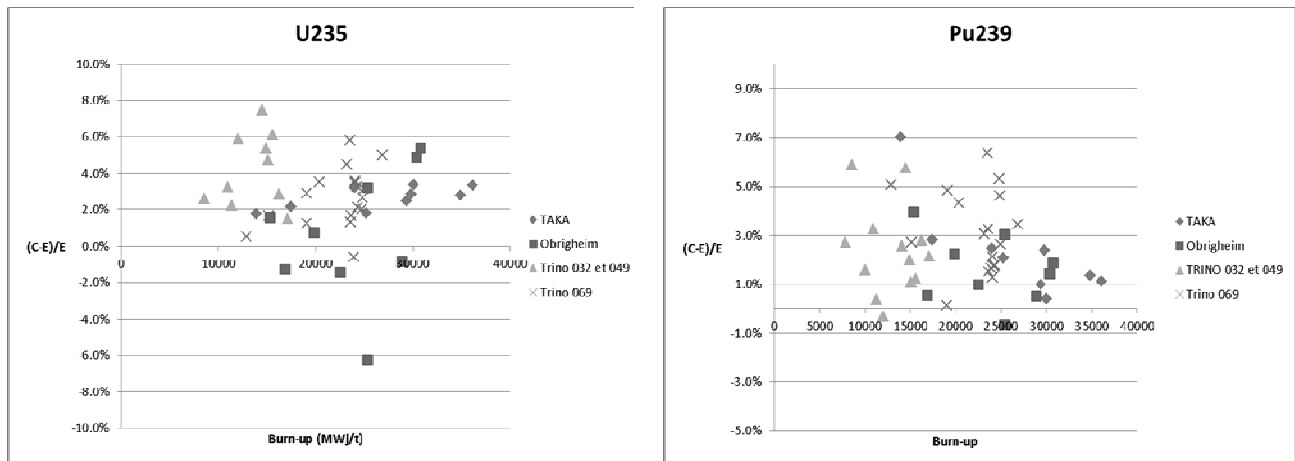 U235
10.0%
8.0%
6.0%
4.0%
2.0%
0.0%
-2.0%
-4.0%
-6.0%
-8.0%
-10.0%
(C-E)/E
0 10000 20000 30000 40000
Burn-up (MWj/t)
TAKA
Obrigheim
Trino 032 et 049
Trino 069
Pu239
9.0%
7.0%
5.0%
3.0%
1.0%
-1.0%
-3.0%
-5.0%
(C-E)/E
0 5000 10000 15000 20000 25000 30000 35000 40000
Burn-up
TAKA
Obrigheim
TRINO 032 et 049
Trino 069